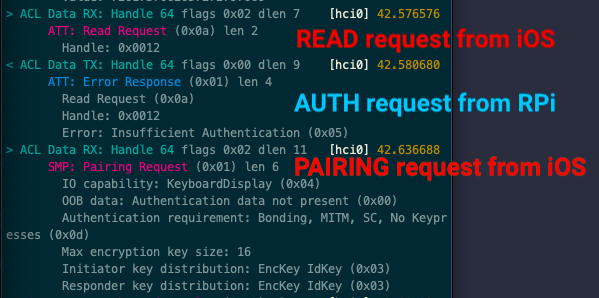 > ACL Data RX: Handle 64 flags 0x02 dlen 7 [hci0] 42.576576
ATT: Read Request (0x0a) len 2
READ request from iOS
Handle: 0x0012
< ACL Data TX: Handle 64 flags 0x00 dlen 9 [hci0] 42.580680
ATT: Error Response (0x01) len 4
Read Request (0x0a)
AUTH request from RPi
Handle: 0x0012
Error: Insufficient Authentication (0x05)
> ACL Data RX: Handle 64 flags 0x02 dlen 11 [hci0] 42.636688
SMP: Pairing Request (0x01) len 6
PAIRING request from iOS
IO capability: KeyboardDisplay (0x04)
OOB data: Authentication data not present (0x00)
Authentication requirement: Bonding, MITM, SC, No Keypr
esses (0x0d)
Max encryption key size: 16
Initiator key distribution: EncKey IdKey (0x03)
Responder key distribution: EncKey IdKey (0x03)